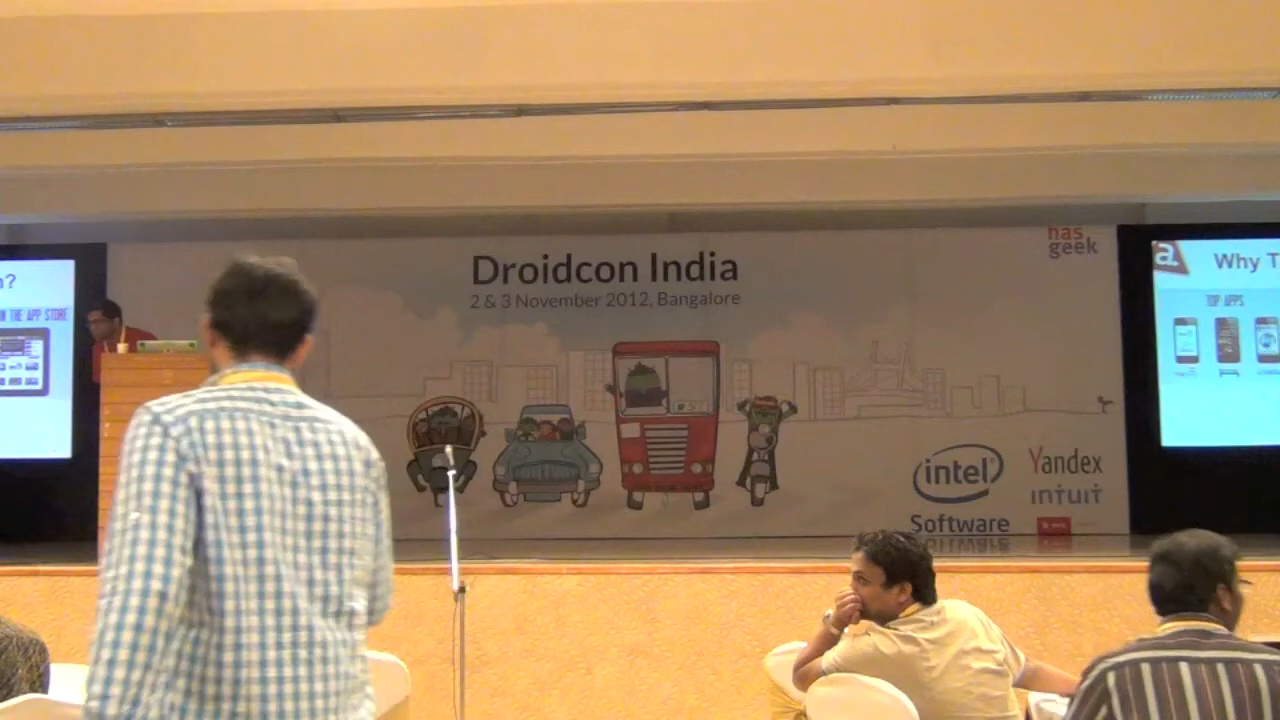 Droidcon India
2 & 3 November 2012, Bangalore
has
geek
?
N THE APP STORE
a
Why T
TOP APPS
intel
Software
Yandex
intuit